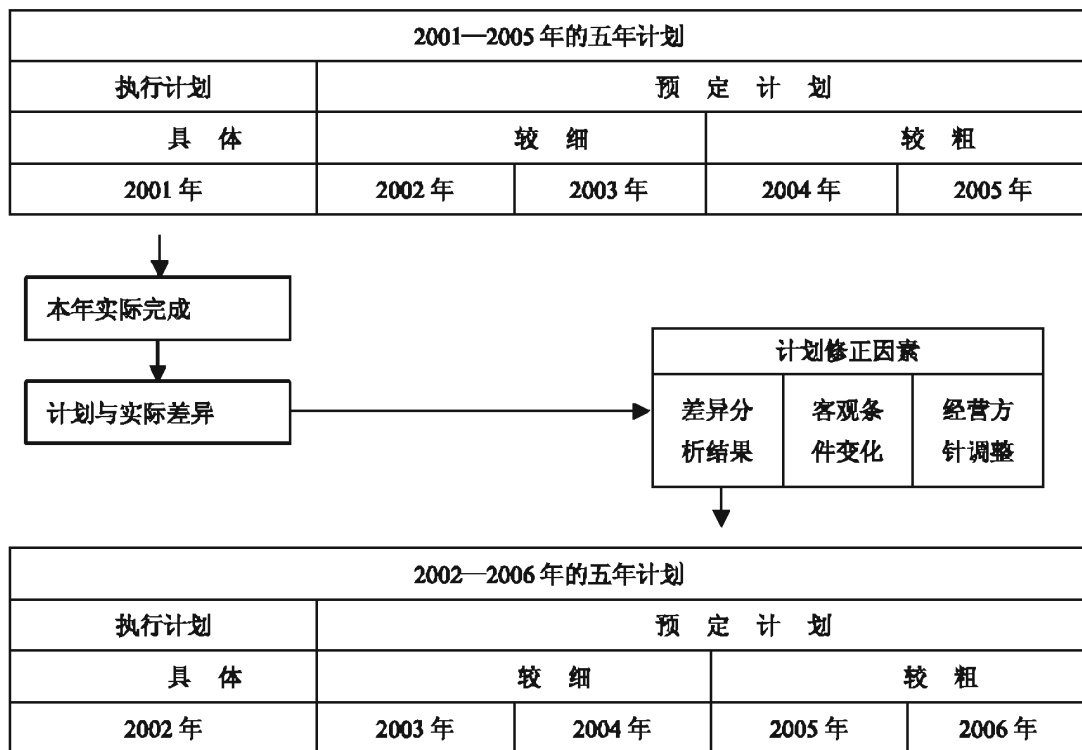 2001—2005 年的五年计划
执行计划 预 定 计 划
具 体 较 细 较 粗
2001 年 2002 年 2003 年 2004 年 2005 年
本年实际完成
计划与实际差异
计划修正因素
差异分 客观条 经营方
析结果 件变化 针调整
2002—2006 年的五年计划
执行计划 预 定 计 划
具 体 较 细 较 粗
2002 年 2003 年 2004 年 2005 年 2006 年